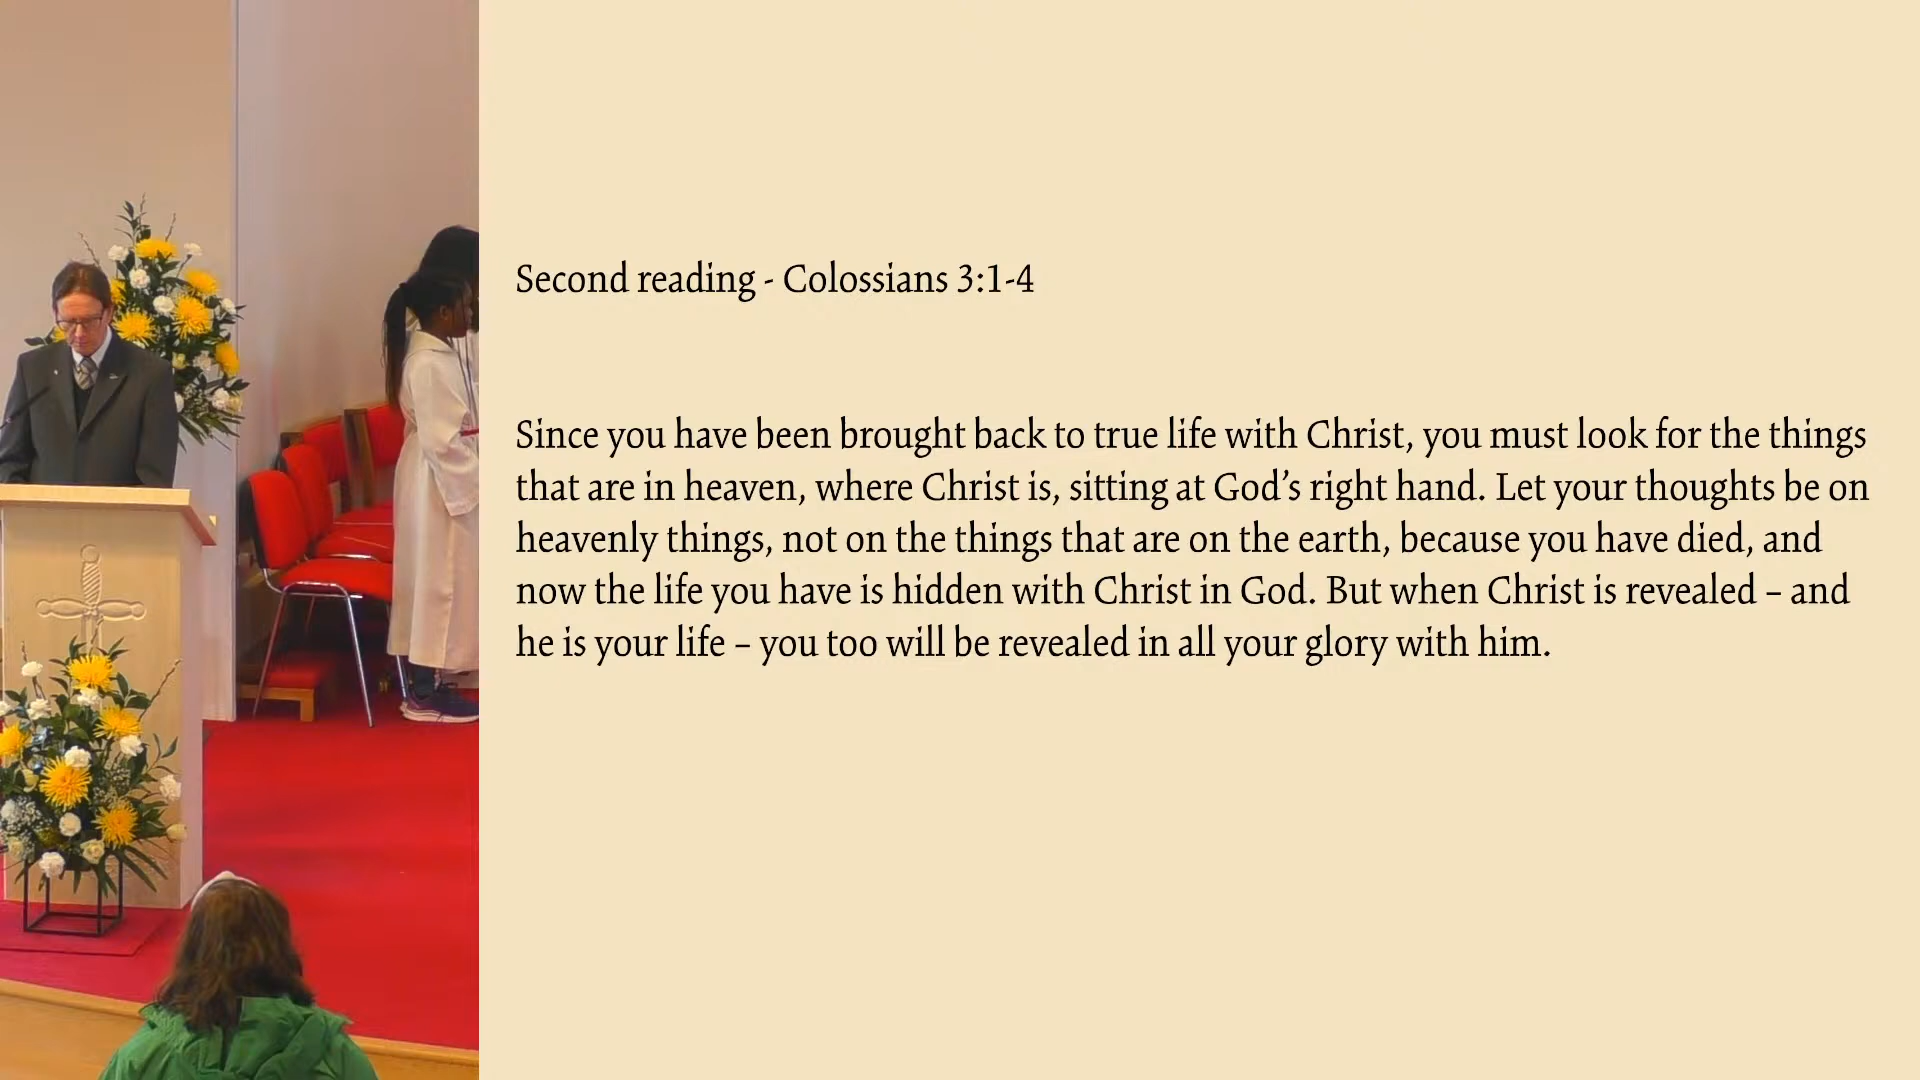 Second reading - Colossians 3:1-4
Since you have been brought back to true life with Christ, you must look for the things
that are in heaven, where Christ is, sitting at God’s right hand. Let your thoughts be on
heavenly things, not on the things that are on the earth, because you have died, and
now the life you have is hidden with Christ in God. But when Christ is revealed – and
he is your life – you too will be revealed in all your glory with him.